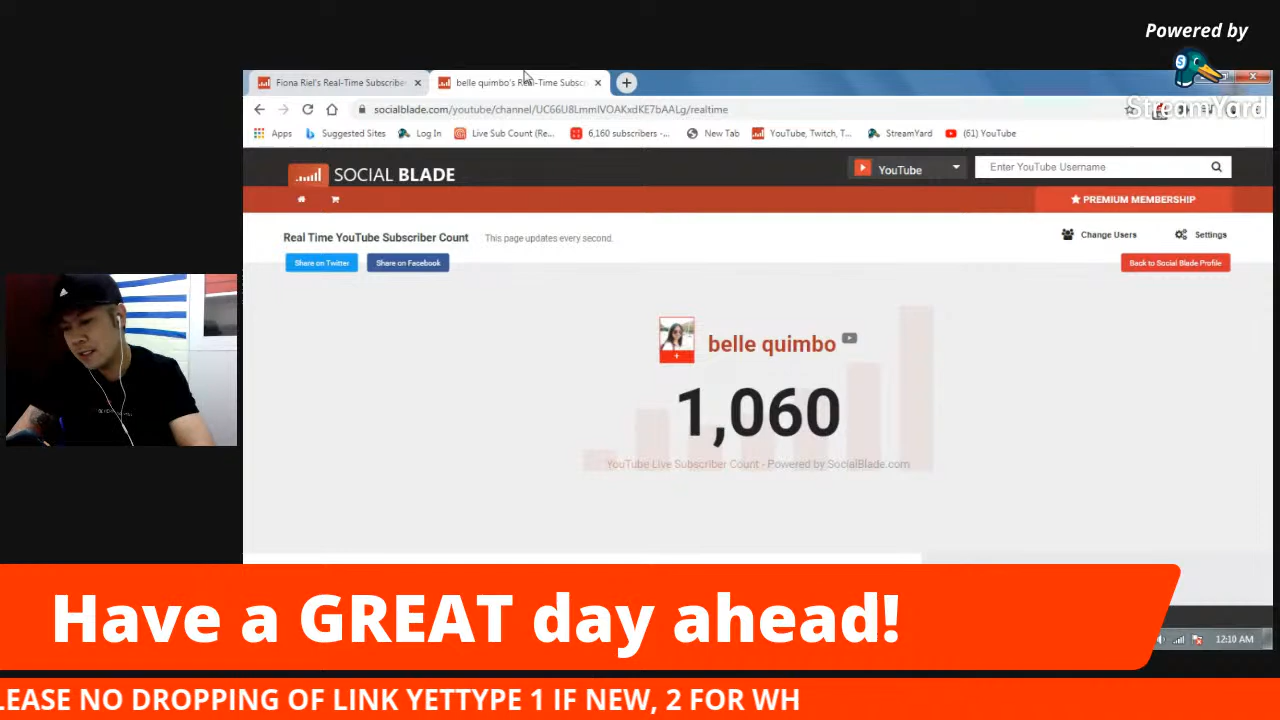 Powered by
StreamYard
Fiona Riel's Real-Time Subscribe
belle quimbo's Real-Time Subsc
socialblade.com/youtube/channel/UC66U8LmmIVOAKxdKE7bAALg/realtime
Apps
Suggested Sites
Log In
Live Sub Count (Re...
6,160 subscribers -...
New Tab
YouTube, Twitch, T...
StreamYard
(61) YouTube
SOCIAL BLADE
YouTube
Enter YouTube Username
PREMIUM MEMBERSHIP
Real Time YouTube Subscriber Count
This page updates every second.
Change Users
Settings
Share on Twitter
Share on Facebook
Back to Social Blade Profile
belle quimbo
1,060
YouTube Live Subscriber Count - Powered by SocialBlade.com
12:10 AM
Have a GREAT day ahead!
LEASE NO DROPPING OF LINK YETTYPE 1 IF NEW, 2 FOR WH